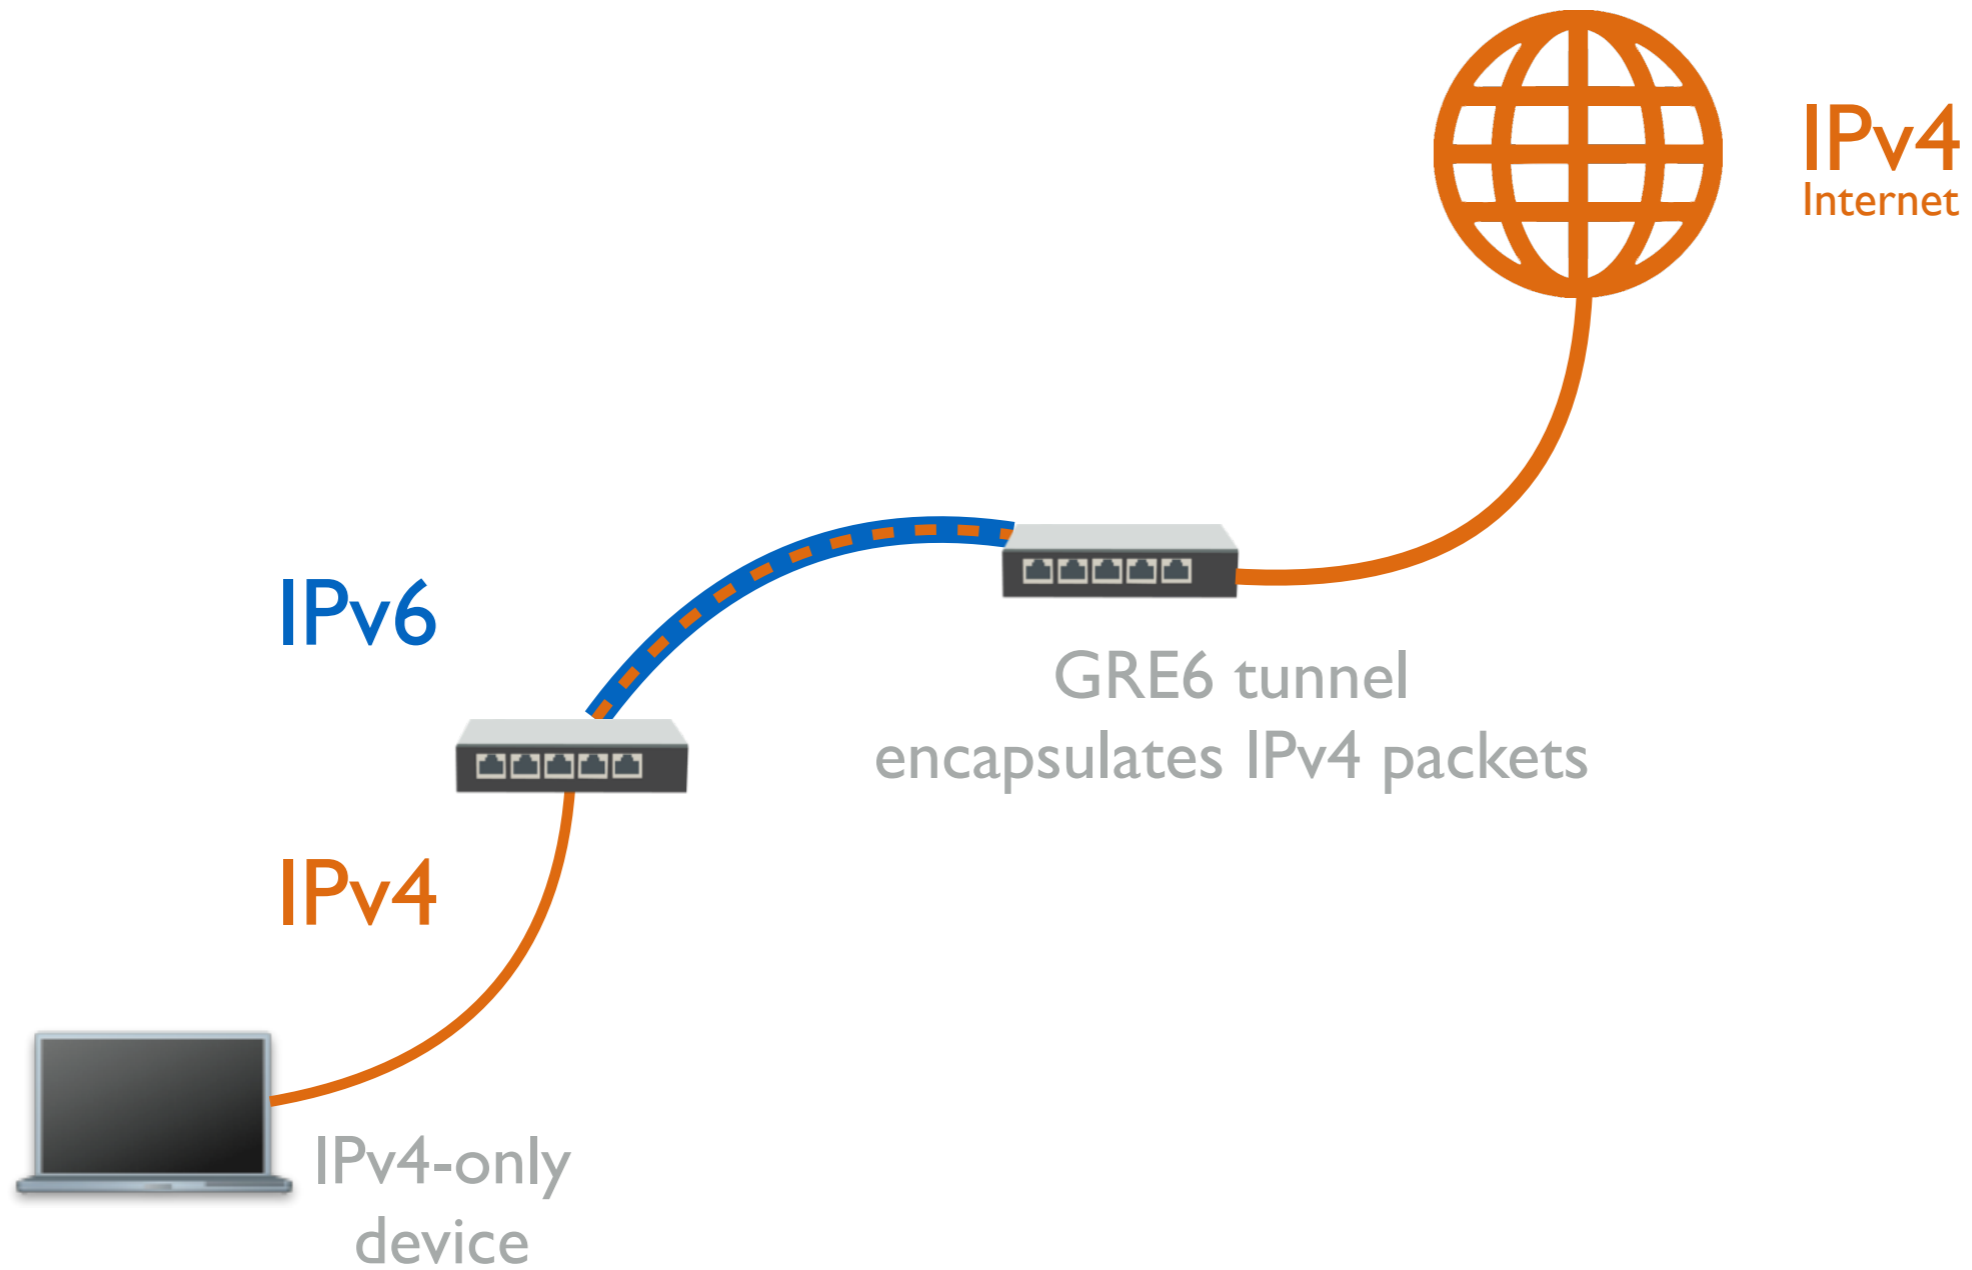 IPv4
Internet
IPv6
GRE6 tunnel
encapsulates IPv4 packets
IPv4
IPv4-only
device